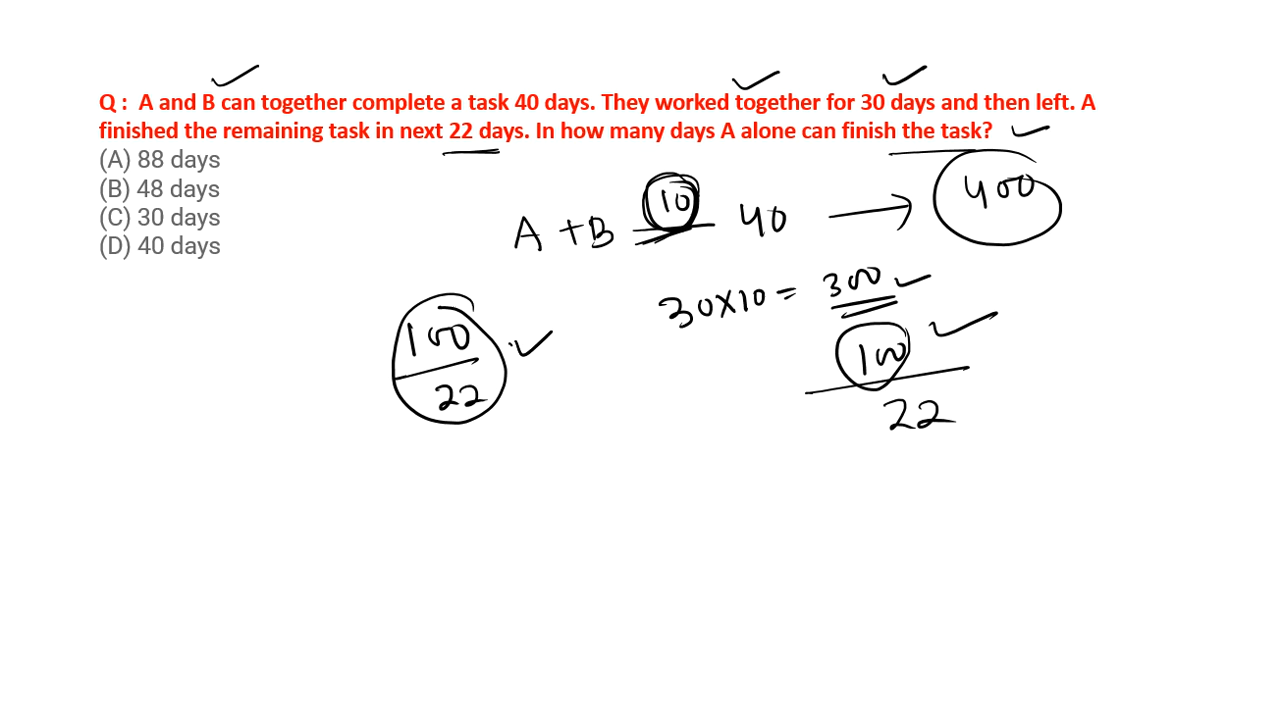 Q : A and B can together complete a task 40 days. They worked together for 30 days and then left. A
finished the remaining task in next 22 days. In how many days A alone can finish the task?
(A) 88 days
(B) 48 days
(C) 30 days
(D) 40 days
A + B 10 40 → 400
30×10 = 300
100
22
100
22